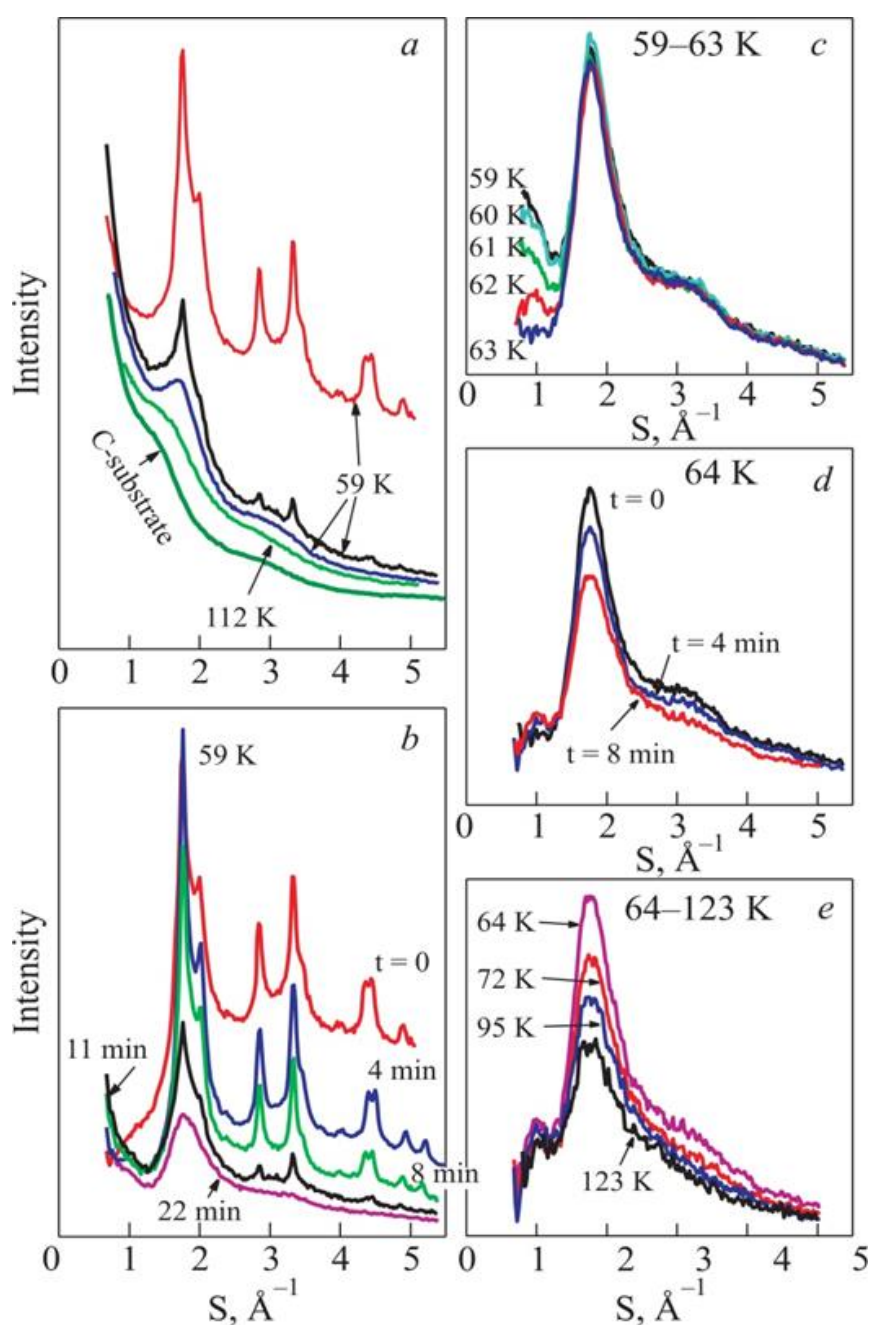 a
Intensity
C-substrate
59 K
112 K
0 1 2 3 4 5
b
59 K
Intensity
t = 0
11 min
4 min
8 min
22 min
0 1 2 3 4 5
S, Å⁻¹
59–63 K c
59 K
60 K
61 K
62 K
63 K
0 1 2 3 4 5
S, Å⁻¹
64 K d
t = 0
t = 4 min
t = 8 min
0 1 2 3 4 5
S, Å⁻¹
64–123 K e
64 K
72 K
95 K
123 K
0 1 2 3 4 5
S, Å⁻¹